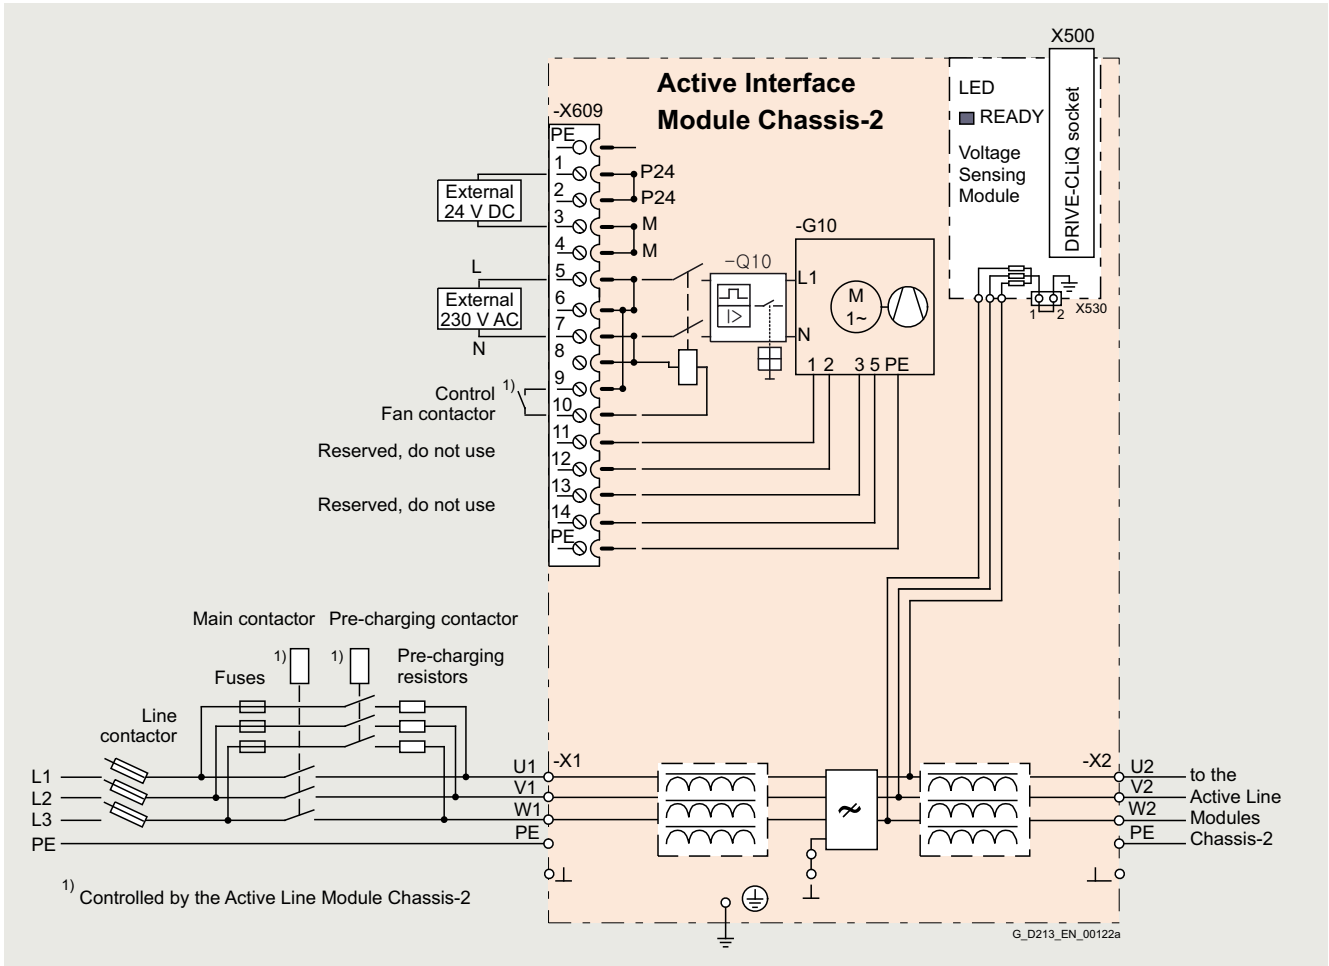 X500
Active Interface
Module Chassis-2
LED
READY
Voltage
Sensing
Module
DRIVE-CLiQ socket
-X609
PE
1
2
3
4
5
6
7
8
9
10
11
12
13
14
PE
P24
P24
M
M
External
24 V DC
L
External
230 V AC
N
1)
Control
Fan contactor
Reserved, do not use
Reserved, do not use
-Q10
I>
-G10
L1
N
M
1~
1 2 3 5 PE
1 2 X530
Main contactor
Pre-charging contactor
1)
1)
Pre-charging
resistors
Fuses
Line
contactor
L1
L2
L3
PE
U1
V1
W1
PE
-X1
-X2
U2
V2
W2
PE
to the
Active Line
Modules
Chassis-2
1) Controlled by the Active Line Module Chassis-2
G_D213_EN_00122a